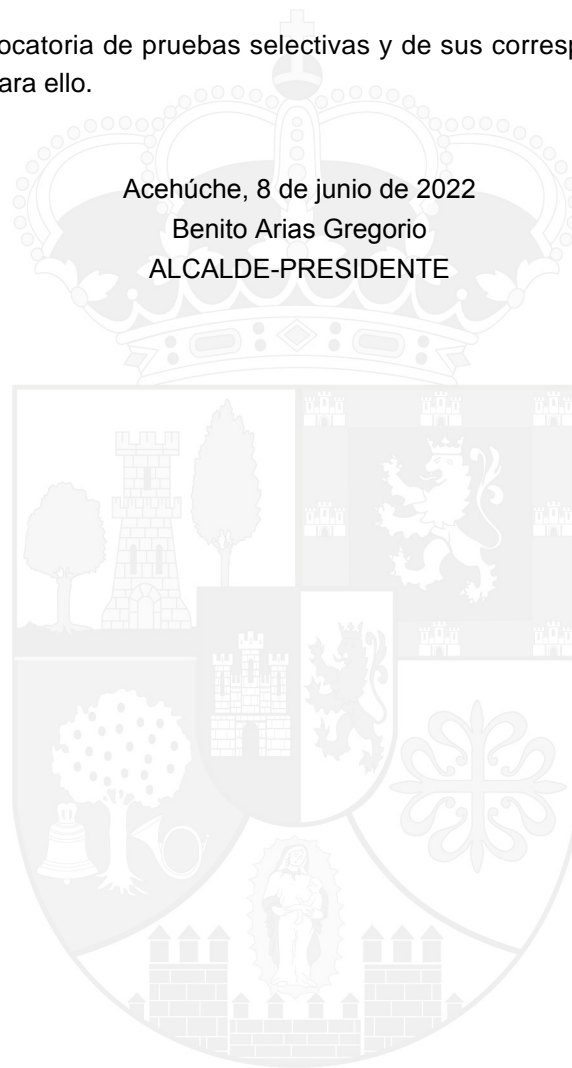 ocatoria de pruebas selectivas y de sus corresp
ara ello.
Acehúche, 8 de junio de 2022
Benito Arias Gregorio
ALCALDE-PRESIDENTE